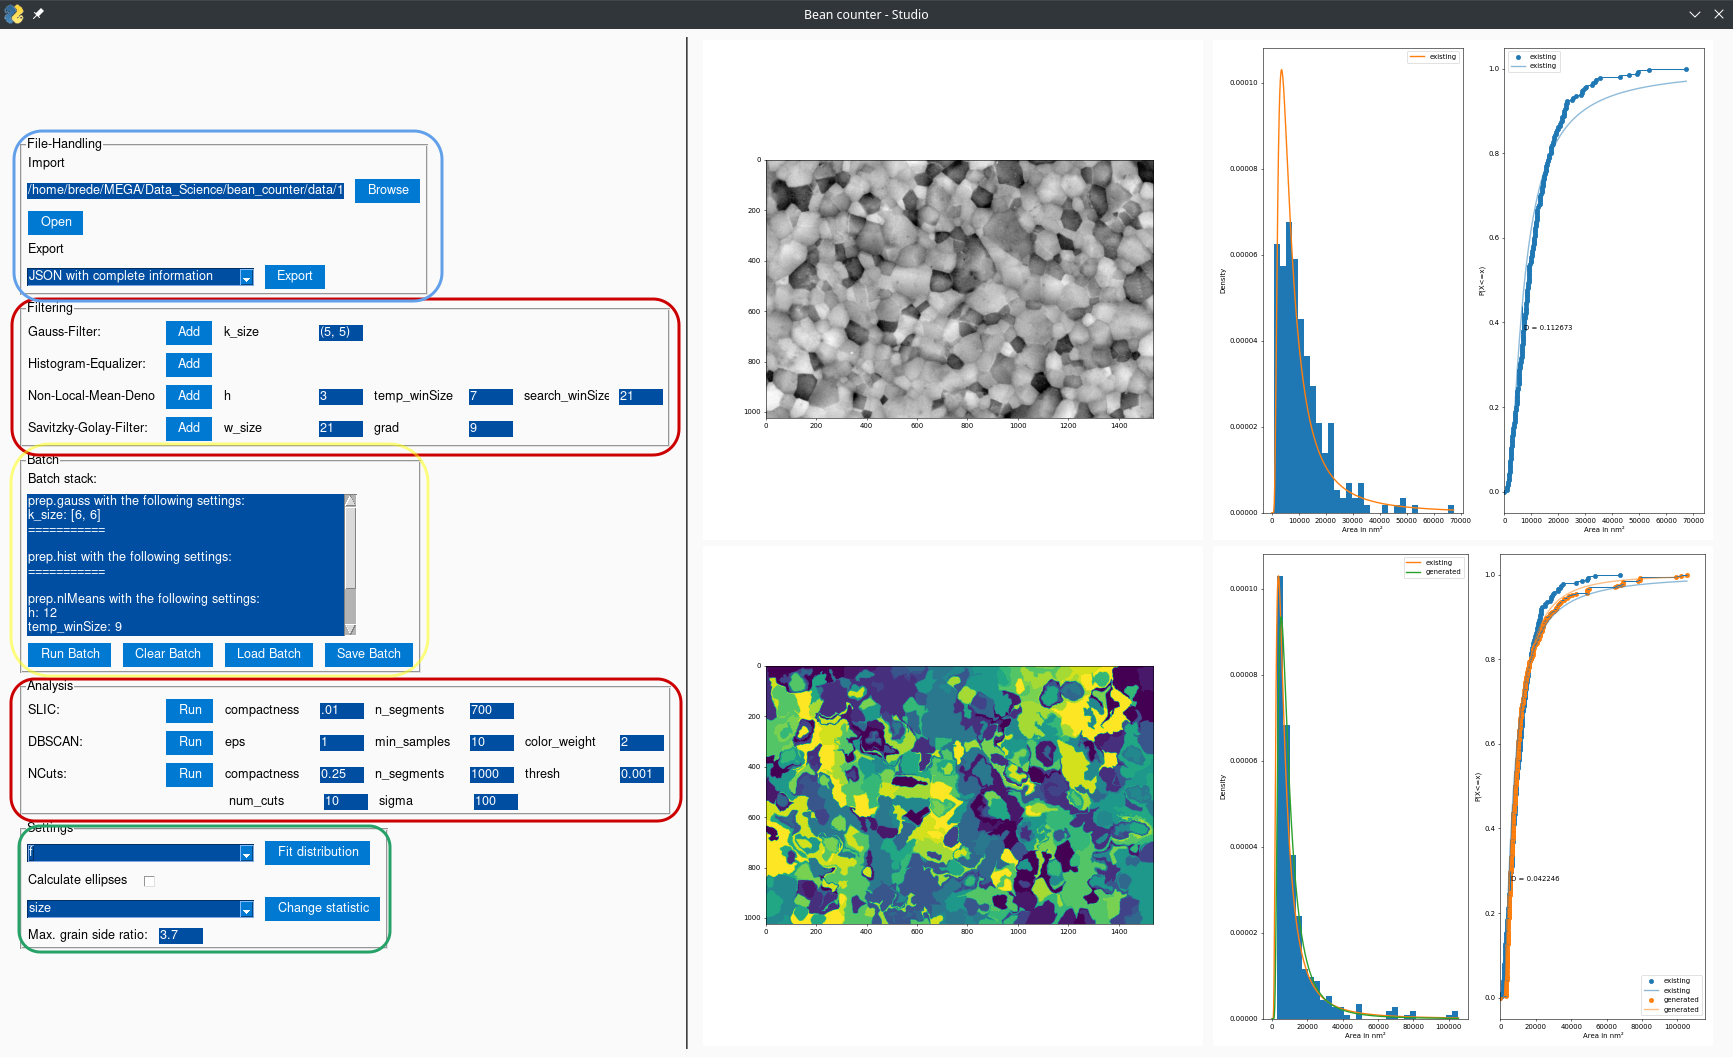 Bean counter - Studio
File-Handling
Import
/home/brede/MEGA/Data_Science/bean_counter/data/1 Browse
Open
Export
JSON with complete information Export
Filtering
Gauss-Filter: Add k_size (5, 5)
Histogram-Equalizer: Add
Non-Local-Mean-Deno Add h 3 temp_winSize 7 search_winSize 21
Savitzky-Golay-Filter: Add w_size 21 grad 9
Batch
Batch stack:
prep.gauss with the following settings:
k_size: [6, 6]
===========
prep.hist with the following settings:
===========
prep.nlMeans with the following settings:
h: 12
temp_winSize: 9
Run Batch Clear Batch Load Batch Save Batch
Analysis
SLIC: Run compactness .01 n_segments 700
DBSCAN: Run eps 1 min_samples 10 color_weight 2
NCuts: Run compactness 0.25 n_segments 1000 thresh 0.001
num_cuts 10 sigma 100
Settings
f Fit distribution
Calculate ellipses
size Change statistic
Max. grain side ratio: 3.7
0
200
400
600
800
1000
0 200 400 600 800 1000 1200 1400
existing
0.00010
0.00008
0.00006
0.00004
0.00002
0.00000
Density
0 10000 20000 30000 40000 50000 60000 70000
Area in nm²
existing
existing
1.0
0.8
0.6
0.4
0.2
0.0
P(X<=x)
D = 0.112673
0 10000 20000 30000 40000 50000 60000 70000
Area in nm²
0
200
400
600
800
1000
0 200 400 600 800 1000 1200 1400
existing
generated
0.00010
0.00008
0.00006
0.00004
0.00002
0.00000
Density
0 20000 40000 60000 80000 100000
Area in nm²
1.0
0.8
0.6
0.4
0.2
0.0
P(X<=x)
D = 0.042246
existing
existing
generated
generated
0 20000 40000 60000 80000 100000
Area in nm²